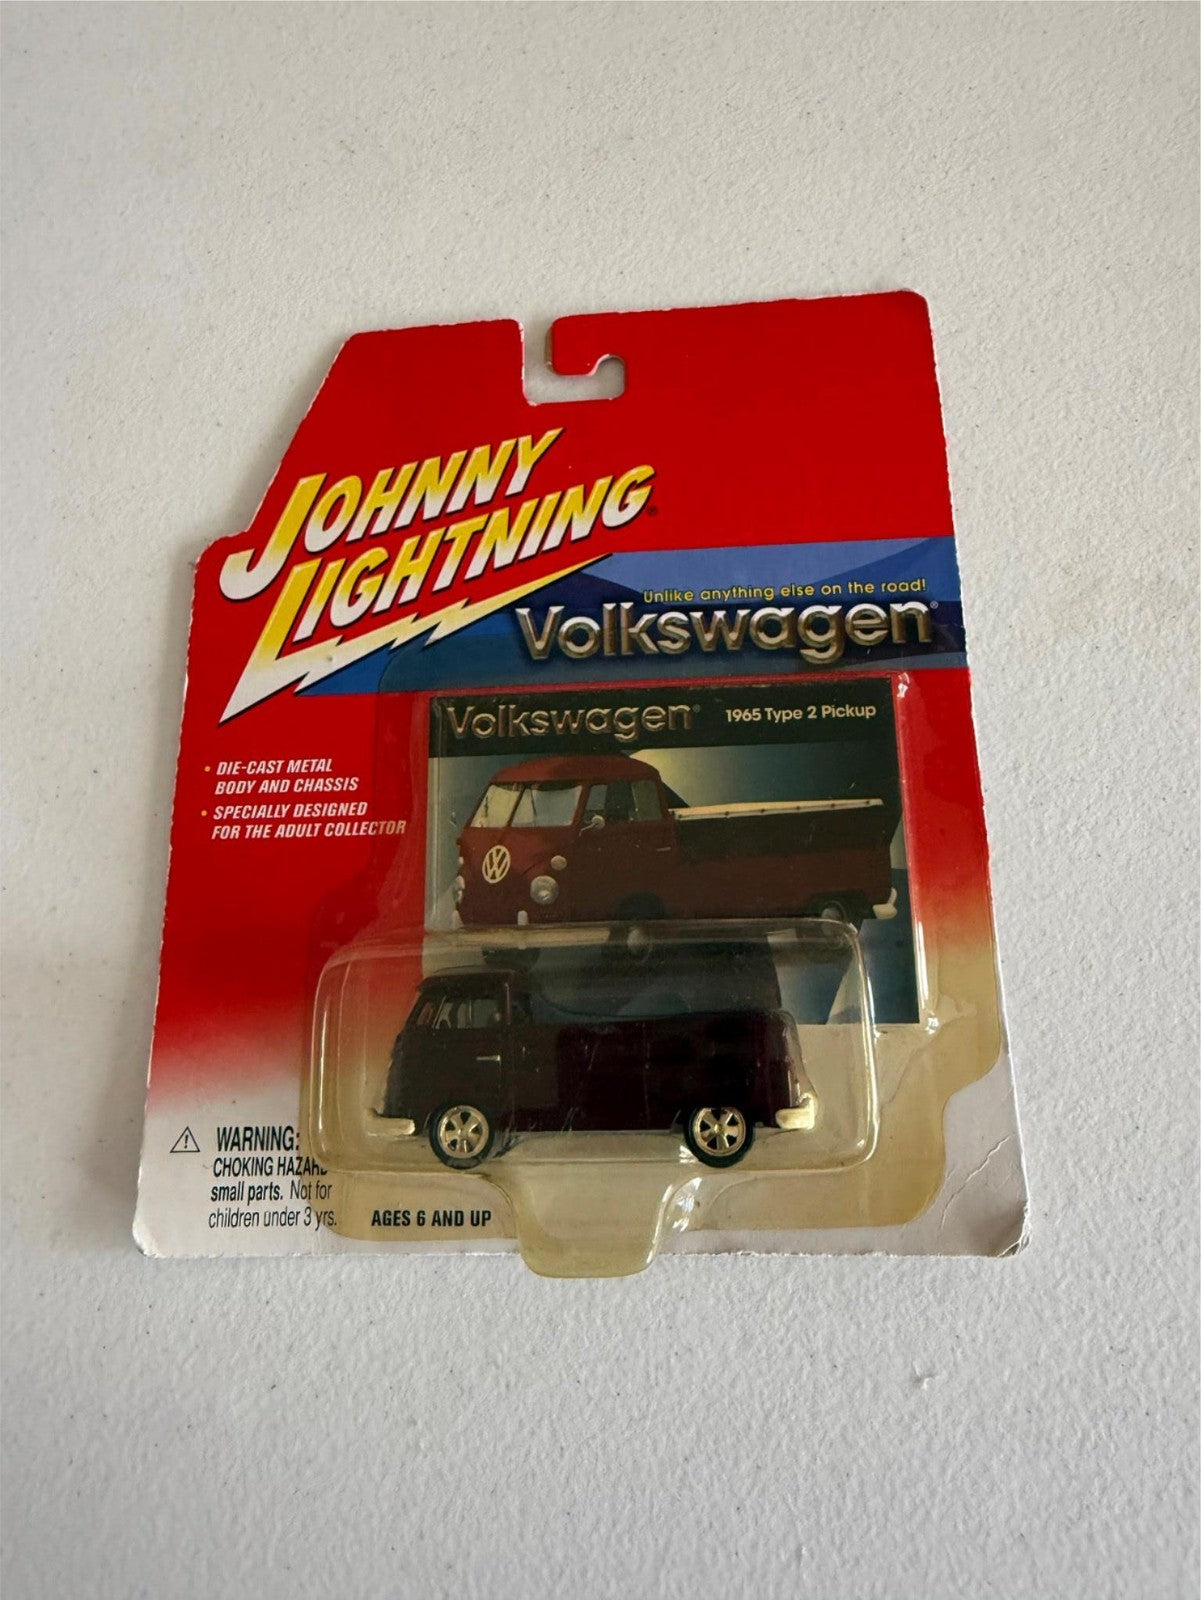 JOHNNY
LIGHTNING®
Unlike anything else on the road!
Volkswagen®
Volkswagen®
1965 Type 2 Pickup
• DIE-CAST METAL
BODY AND CHASSIS
• SPECIALLY DESIGNED
FOR THE ADULT COLLECTOR
VW
WARNING:
CHOKING HAZARD
small parts. Not for
children under 3 yrs.
AGES 6 AND UP